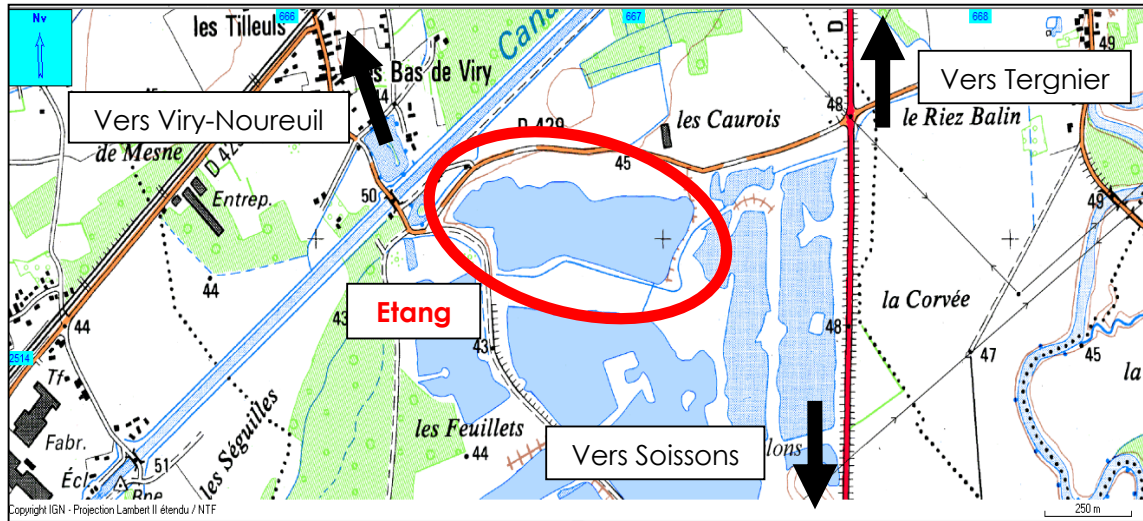 Nv
666
667
668
les Tilleuls
Cana
D
49
Bas de Viry
Vers Viry-Noureuil
Vers Tergnier
de Mesne
D 429
les Caurois
48
le Riez Balin
45
Entrep.
50
49
44
Etang
la Corvée
43
43
44
48
47
45
2514
Tf
la
Fabr.
les Séguilles
les Feuillets
44
Vers Soissons
lons
Écl
51
Copyright IGN - Projection Lambert II étendu / NTF
250 m